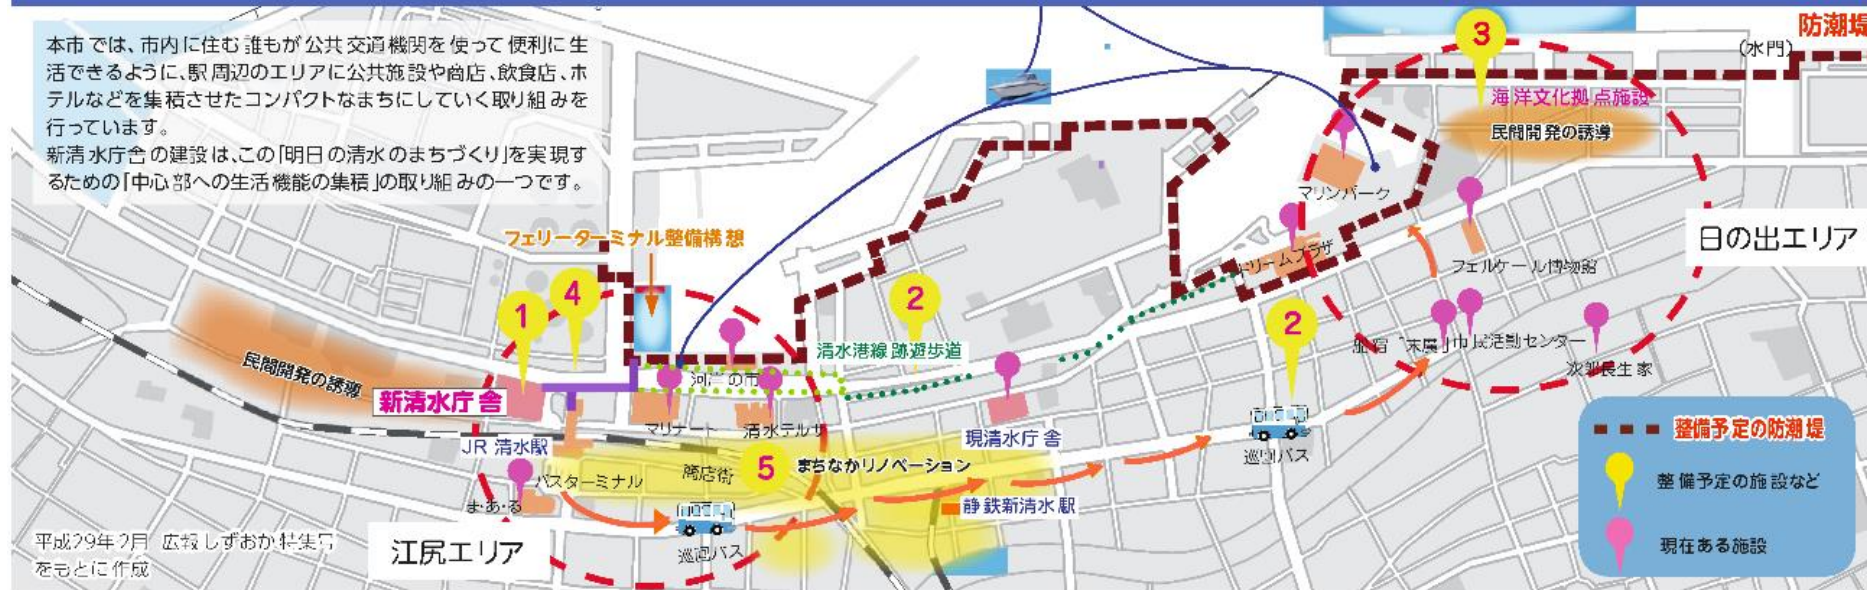 本市では、市内に住む誰もが公共交通機関を使って便利に生
活できるように、駅周辺のエリアに公共施設や商店、飲食店、ホ
テルなどを集積させたコンパクトなまちにしていく取り組みを
行っています。
新清水庁舎の建設は、この「明日の清水のまちづくり」を実現す
るための「中心部への生活機能の集積」の取り組みの一つです。
防潮堤
(水門)
3
海洋文化拠点施設
民間開発の誘導
マリンパーク
日の出エリア
フェリーターミナル整備構想
ドリームプラザ
フェルケール博物館
1
4
2
2
清水港線跡遊歩道
民間開発の誘導
新清水庁舎
河岸の市
マリナート
清水テルサ
現清水庁舎
旅宿「末廣」
市民活動センター
次郎長生家
JR清水駅
バスターミナル
商店街
5
まちなかリノベーション
巡回バス
ま・あ・る
静鉄新清水駅
巡回バス
江尻エリア
平成29年2月 広報しずおか特集号
をもとに作成
整備予定の防潮堤
整備予定の施設など
現在ある施設